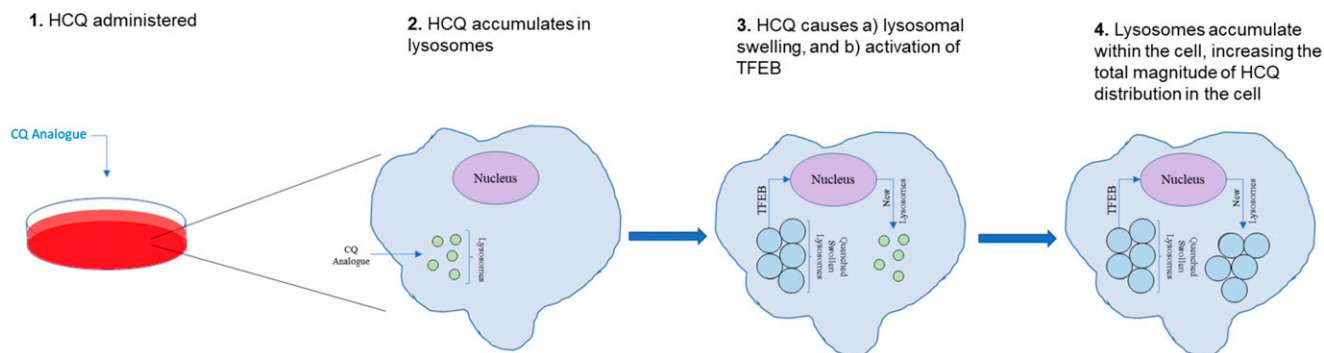 1. HCQ administered
CQ Analogue
2. HCQ accumulates in
lysosomes
Nucleus
CQ
Analogue
Lysosomes
3. HCQ causes a) lysosomal
swelling, and b) activation of
TFEB
Nucleus
TFEB
New
Lysosomes
Quenched
Swollen
Lysosomes
4. Lysosomes accumulate
within the cell, increasing the
total magnitude of HCQ
distribution in the cell
Nucleus
TFEB
New
Lysosomes
Quenched
Swollen
Lysosomes